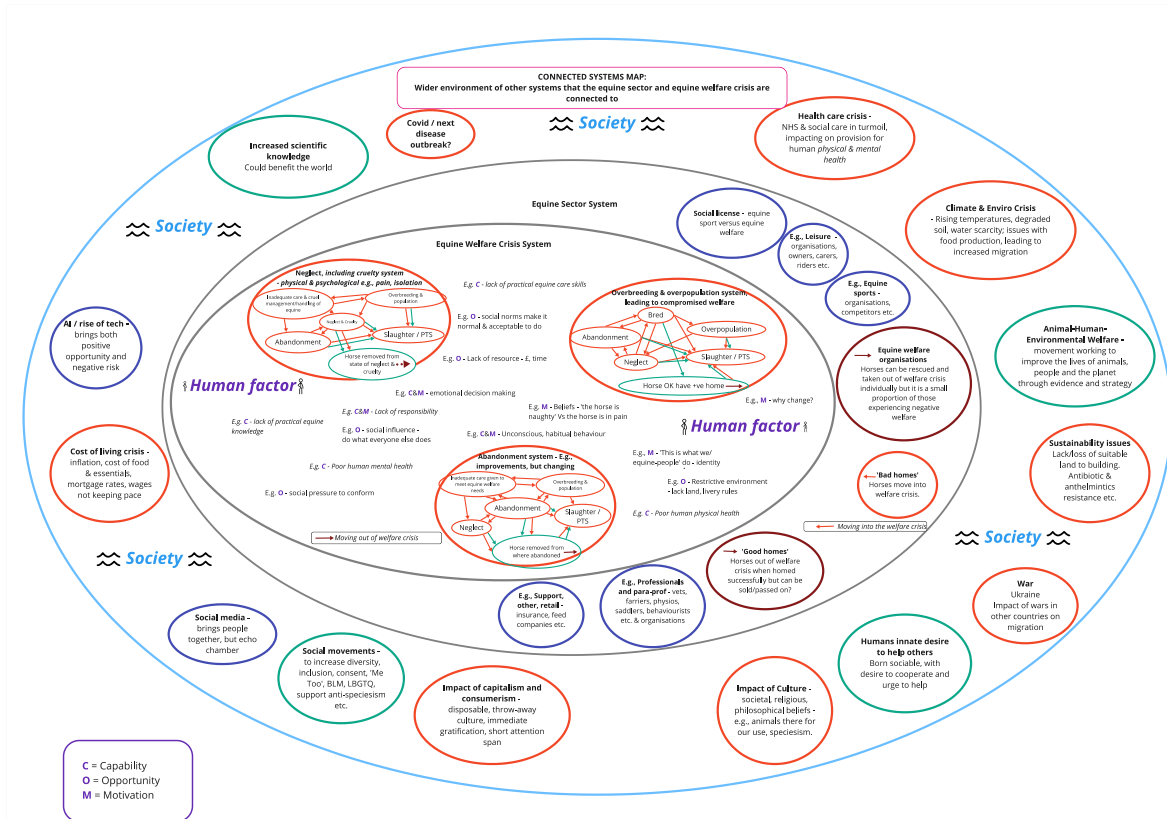 CONNECTED SYSTEMS MAP:
Wider environment of other systems that the equine sector and equine welfare crisis are
connected to
Society
Covid / next
disease
outbreak?
Increased scientific
knowledge
Could benefit the world
Health care crisis -
NHS & social care in turmoil,
impacting on provision for
human physical & mental
health
Climate & Enviro Crisis
- Rising temperatures, degraded
soil, water scarcity; issues with
food production, leading to
increased migration
Society
Equine Sector System
Social license - equine
sport versus equine
welfare
E.g., Leisure -
organisations,
owners, carers,
riders etc.
E.g., Equine
sports -
organisations,
competitors etc.
Equine Welfare Crisis System
Neglect, including cruelty system
- physical & psychological e.g., pain, isolation
Inadequate care & cruel
management/handling of
equine
Overbreeding &
population
Neglect & Cruelty
Abandonment
Slaughter / PTS
Horse removed from
state of neglect &
cruelty
E.g. C - lack of practical equine care skills
E.g. O - social norms make it
normal & acceptable to do
E.g. O - Lack of resource - £, time
Overbreeding & overpopulation system,
leading to compromised welfare
Bred
Overpopulation
Abandonment
Neglect
Slaughter / PTS
Horse OK have +ve home
AI / rise of tech -
brings both
positive
opportunity and
negative risk
Animal-Human-
Environmental Welfare -
movement working to
improve the lives of animals,
people and the planet
through evidence and strategy
Equine welfare
organisations
Horses can be rescued and
taken out of welfare crisis
individually but it is a small
proportion of those
experiencing negative
welfare
Human factor
E.g. C&M - emotional decision making
E.g. C&M - Lack of responsibility
E.g. M - Beliefs - 'the horse is
naughty' Vs the horse is in pain
E.g., M - why change?
E.g. C - lack of practical equine
knowledge
E.g. O - social influence -
do what everyone else does
E.g. C&M - Unconscious, habitual behaviour
Human factor
E.g. C - Poor human mental health
E.g., M - 'This is what we/
equine-people' do - identity
E.g. O - social pressure to conform
E.g. O - Restrictive environment
- lack land, livery rules
E.g. C - Poor human physical health
Abandonment system - E.g.,
improvements, but changing
Inadequate care given to
meet equine welfare
needs
Overbreeding &
population
Abandonment
Neglect
Slaughter /
PTS
Horse removed from
where abandoned
Moving out of welfare crisis
Moving into the welfare crisis
Cost of living crisis -
inflation, cost of food
& essentials,
mortgage rates, wages
not keeping pace
'Bad homes'
Horses move into
welfare crisis.
Sustainability issues
Lack/loss of suitable
land to building.
Antibiotic &
anthelmintics
resistance etc.
Society
Society
'Good homes'
Horses out of welfare
crisis when homed
successfully but can be
sold/passed on?
E.g., Support,
other, retail -
insurance, feed
companies etc.
E.g., Professionals
and para-prof - vets,
farriers, physios,
saddlers, behaviourists
etc. & organisations
War
Ukraine
Impact of wars in
other countries on
migration
Social media -
brings people
together, but echo
chamber
Social movements -
to increase diversity,
inclusion, consent, 'Me
Too', BLM, LBGTQ,
support anti-speciesism
etc.
Impact of capitalism and
consumerism -
disposable, throw-away
culture, immediate
gratification, short attention
span
Impact of Culture -
societal, religious,
philosophical beliefs -
e.g., animals there for
our use, speciesism.
Humans innate desire
to help others
Born sociable, with
desire to cooperate and
urge to help
C = Capability
O = Opportunity
M = Motivation